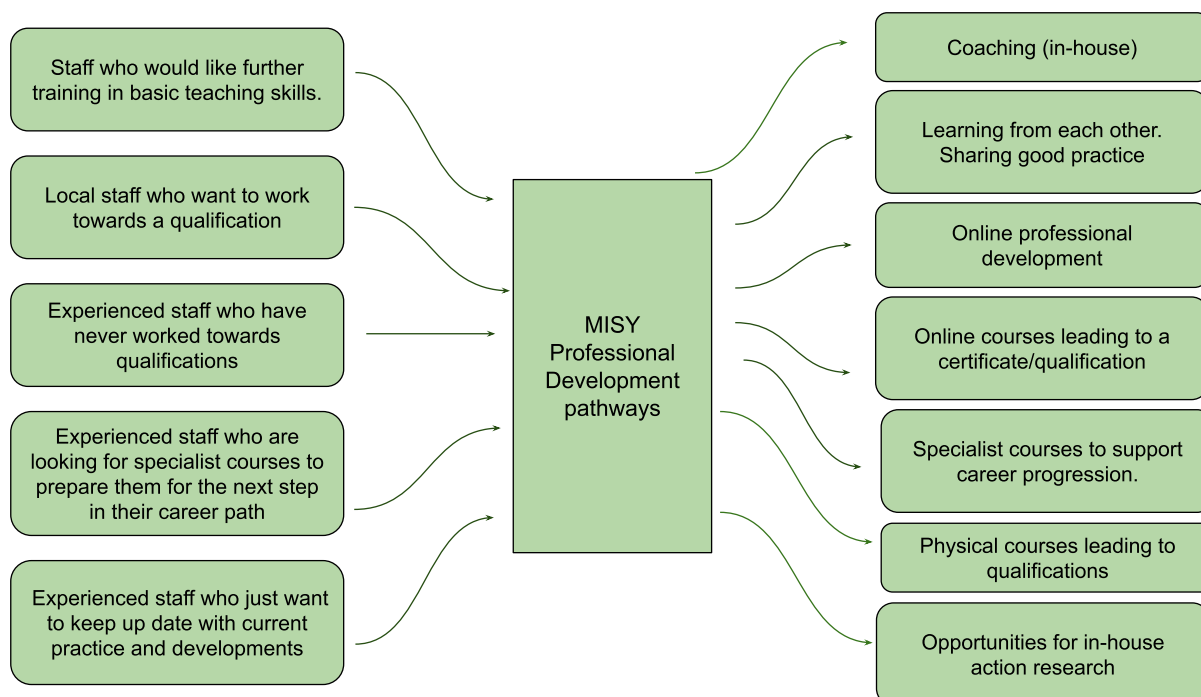 Staff who would like further
training in basic teaching skills.
Local staff who want to work
towards a qualification
Experienced staff who have
never worked towards
qualifications
Experienced staff who are
looking for specialist courses to
prepare them for the next step
in their career path
Experienced staff who just want
to keep up date with current
practice and developments
MISY
Professional
Development
pathways
Coaching (in-house)
Learning from each other.
Sharing good practice
Online professional
development
Online courses leading to a
certificate/qualification
Specialist courses to support
career progression.
Physical courses leading to
qualifications
Opportunities for in-house
action research